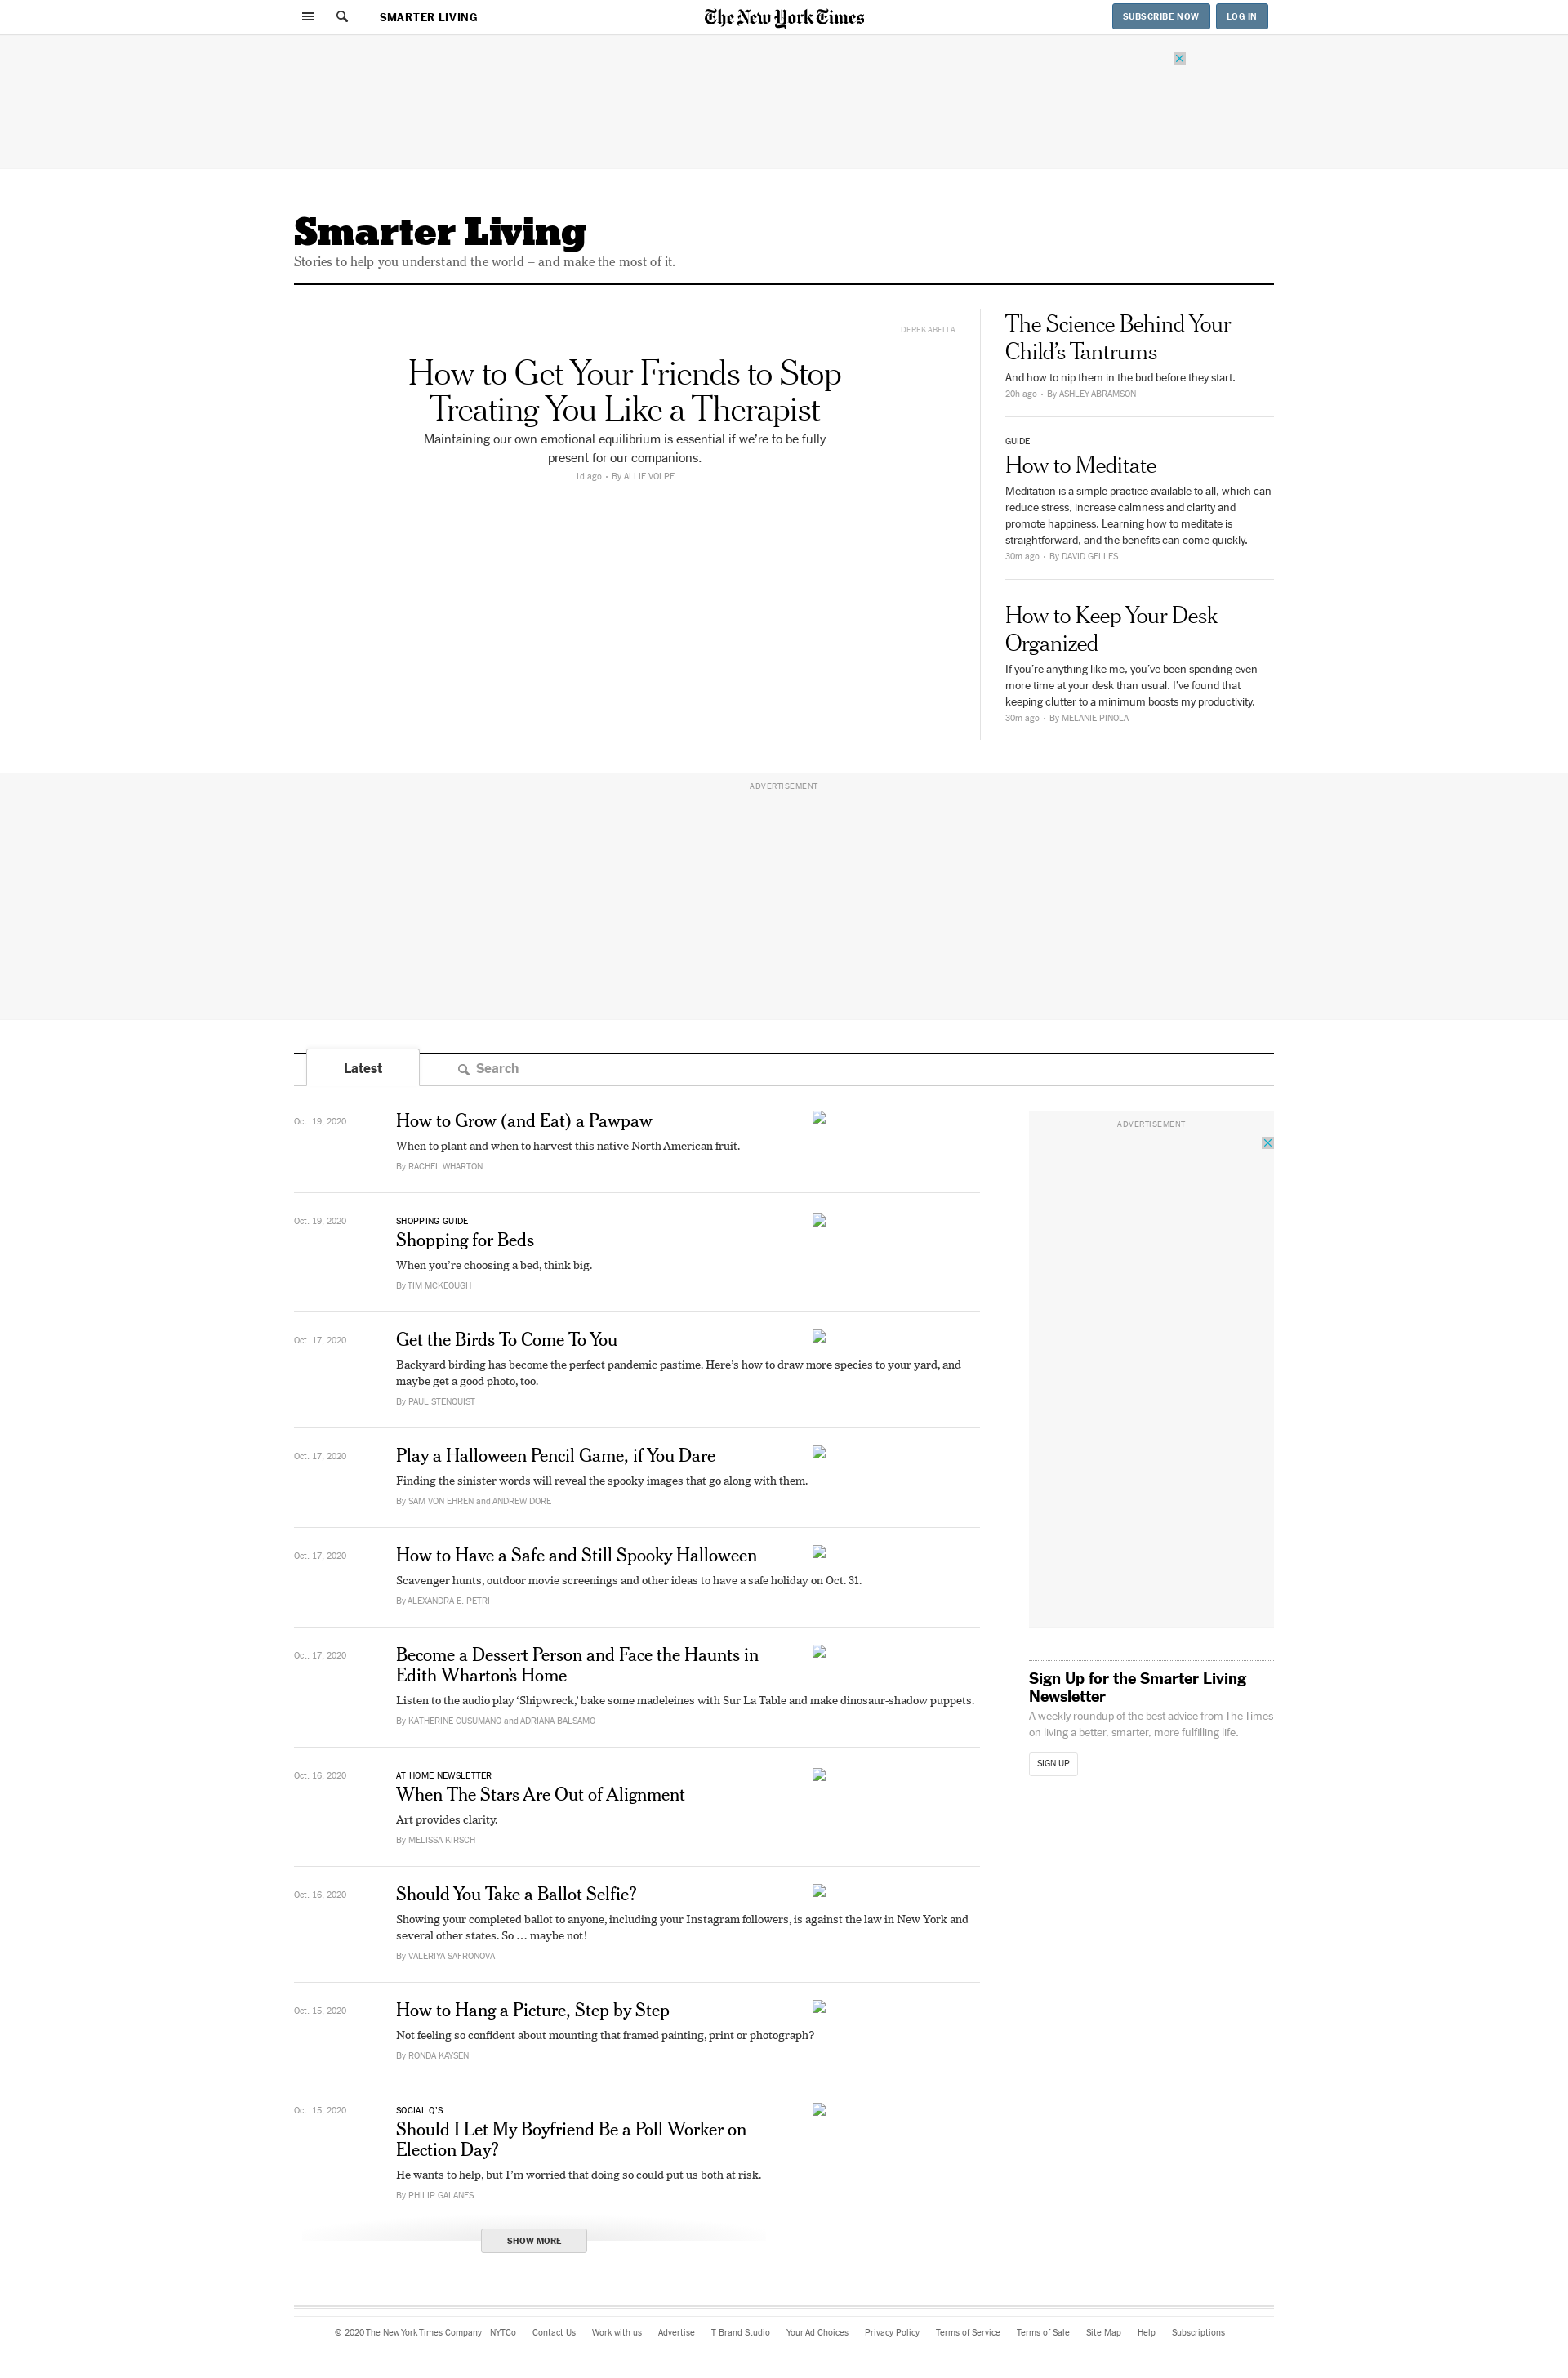 SMARTER LIVING
The New York Times
SUBSCRIBE NOW
LOG IN
Smarter Living
Stories to help you understand the world – and make the most of it.
DEREK ABELLA
How to Get Your Friends to Stop
Treating You Like a Therapist
Maintaining our own emotional equilibrium is essential if we’re to be fully
present for our companions.
1d ago • By ALLIE VOLPE
The Science Behind Your
Child’s Tantrums
And how to nip them in the bud before they start.
20h ago • By ASHLEY ABRAMSON
GUIDE
How to Meditate
Meditation is a simple practice available to all, which can
reduce stress, increase calmness and clarity and
promote happiness. Learning how to meditate is
straightforward, and the benefits can come quickly.
30m ago • By DAVID GELLES
How to Keep Your Desk
Organized
If you’re anything like me, you’ve been spending even
more time at your desk than usual. I’ve found that
keeping clutter to a minimum boosts my productivity.
30m ago • By MELANIE PINOLA
ADVERTISEMENT
Latest
Search
Oct. 19, 2020
How to Grow (and Eat) a Pawpaw
When to plant and when to harvest this native North American fruit.
By RACHEL WHARTON
Oct. 19, 2020
SHOPPING GUIDE
Shopping for Beds
When you’re choosing a bed, think big.
By TIM MCKEOUGH
Oct. 17, 2020
Get the Birds To Come To You
Backyard birding has become the perfect pandemic pastime. Here’s how to draw more species to your yard, and
maybe get a good photo, too.
By PAUL STENQUIST
Oct. 17, 2020
Play a Halloween Pencil Game, if You Dare
Finding the sinister words will reveal the spooky images that go along with them.
By SAM VON EHREN and ANDREW DORE
Oct. 17, 2020
How to Have a Safe and Still Spooky Halloween
Scavenger hunts, outdoor movie screenings and other ideas to have a safe holiday on Oct. 31.
By ALEXANDRA E. PETRI
Oct. 17, 2020
Become a Dessert Person and Face the Haunts in
Edith Wharton’s Home
Listen to the audio play ‘Shipwreck,’ bake some madeleines with Sur La Table and make dinosaur-shadow puppets.
By KATHERINE CUSUMANO and ADRIANA BALSAMO
Oct. 16, 2020
AT HOME NEWSLETTER
When The Stars Are Out of Alignment
Art provides clarity.
By MELISSA KIRSCH
Oct. 16, 2020
Should You Take a Ballot Selfie?
Showing your completed ballot to anyone, including your Instagram followers, is against the law in New York and
several other states. So … maybe not!
By VALERIYA SAFRONOVA
Oct. 15, 2020
How to Hang a Picture, Step by Step
Not feeling so confident about mounting that framed painting, print or photograph?
By RONDA KAYSEN
Oct. 15, 2020
SOCIAL Q’S
Should I Let My Boyfriend Be a Poll Worker on
Election Day?
He wants to help, but I’m worried that doing so could put us both at risk.
By PHILIP GALANES
SHOW MORE
ADVERTISEMENT
Sign Up for the Smarter Living
Newsletter
A weekly roundup of the best advice from The Times
on living a better, smarter, more fulfilling life.
SIGN UP
© 2020 The New York Times Company NYTCo Contact Us Work with us Advertise T Brand Studio Your Ad Choices Privacy Policy Terms of Service Terms of Sale Site Map Help Subscriptions